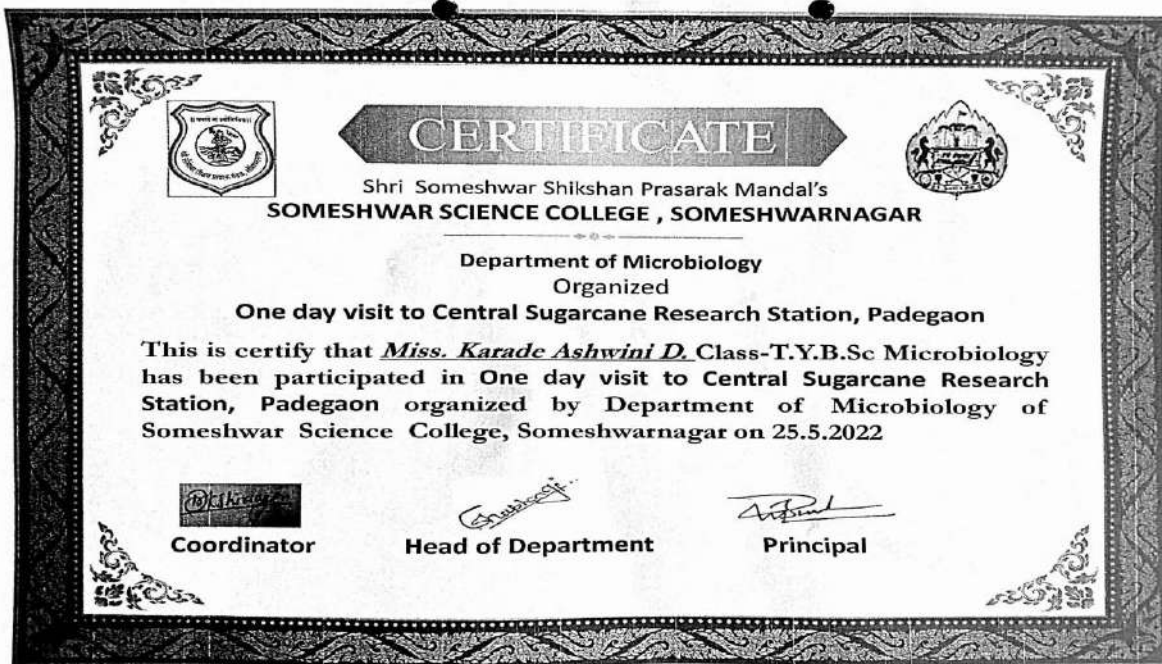 CERTIFICATE
Shri Someshwar Shikshan Prasarak Mandal's
SOMESHWAR SCIENCE COLLEGE , SOMESHWARNAGAR
Department of Microbiology
Organized
One day visit to Central Sugarcane Research Station, Padegaon
This is certify that Miss. Karade Ashwini D. Class-T.Y.B.Sc Microbiology
has been participated in One day visit to Central Sugarcane Research
Station, Padegaon organized by Department of Microbiology of
Someshwar Science College, Someshwarnagar on 25.5.2022
Coordinator
Head of Department
Principal